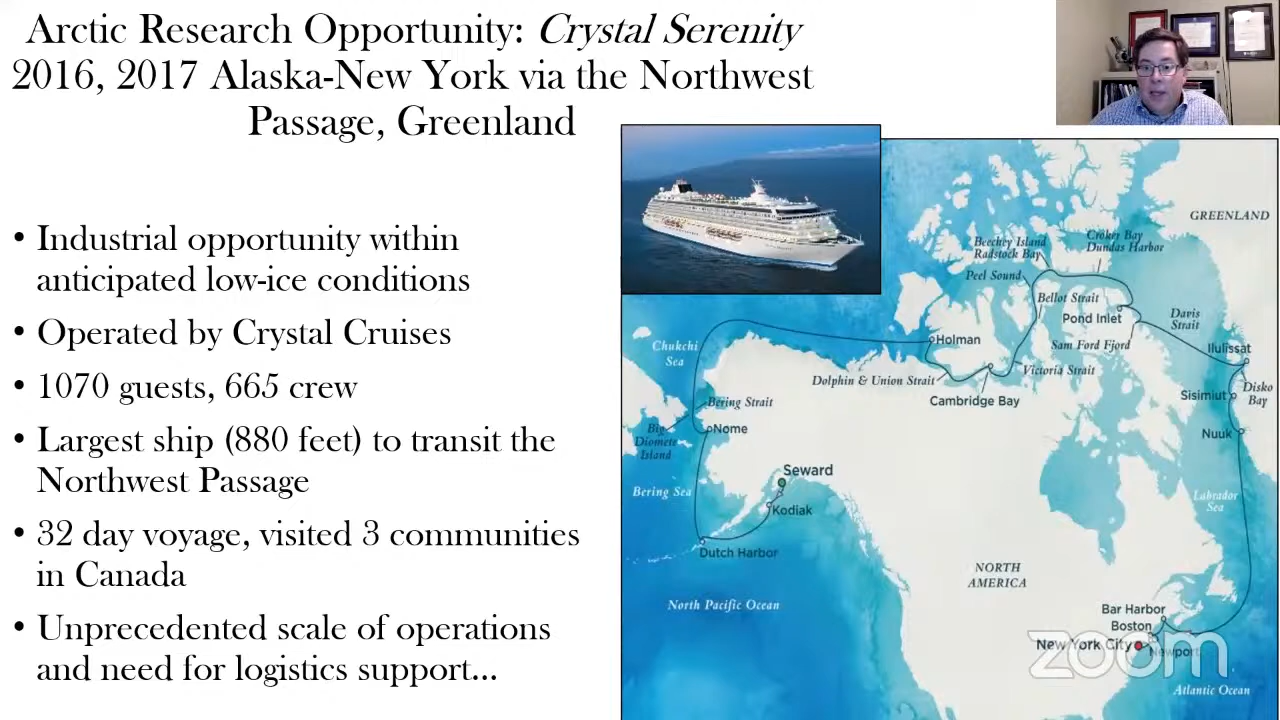 Arctic Research Opportunity: Crystal Serenity
2016, 2017 Alaska-New York via the Northwest
Passage, Greenland
• Industrial opportunity within
anticipated low-ice conditions
• Operated by Crystal Cruises
• 1070 guests, 665 crew
• Largest ship (880 feet) to transit the
Northwest Passage
• 32 day voyage, visited 3 communities
in Canada
• Unprecedented scale of operations
and need for logistics support...
GREENLAND
Beechey Island
Radstock Bay
Croker Bay
Dundas Harbor
Peel Sound
Bellot Strait
Pond Inlet
Davis
Strait
Chukchi
Sea
Holman
Sam Ford Fjord
Ilulissat
Dolphin & Union Strait
Victoria Strait
Disko
Bay
Sisimiut
Cambridge Bay
Bering Strait
Big
Diomete
Island
Nome
Nuuk
Seward
Bering Sea
Kodiak
Labrador
Sea
Dutch Harbor
NORTH
AMERICA
North Pacific Ocean
Bar Harbor
Boston
New York City
Newport
zoom
Atlantic Ocean